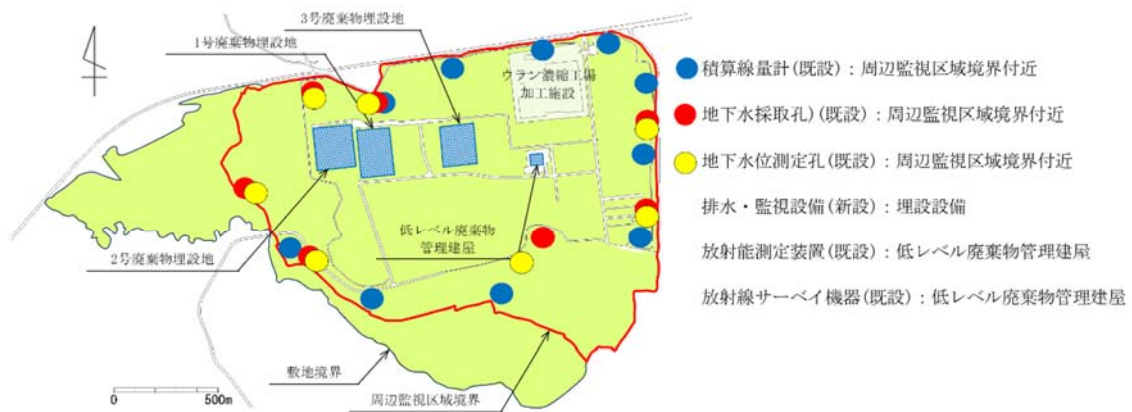 3号廃棄物埋設地
1号廃棄物埋設地
ウラン濃縮工場
加工施設
低レベル廃棄物
管理建屋
2号廃棄物埋設地
敷地境界
周辺監視区域境界
0 500m
積算線量計(既設)：周辺監視区域境界付近
地下水採取孔)(既設)：周辺監視区域境界付近
地下水位測定孔(既設)：周辺監視区域境界付近
排水・監視設備(新設)：埋設設備
放射能測定装置(既設)：低レベル廃棄物管理建屋
放射線サーベイ機器(既設)：低レベル廃棄物管理建屋